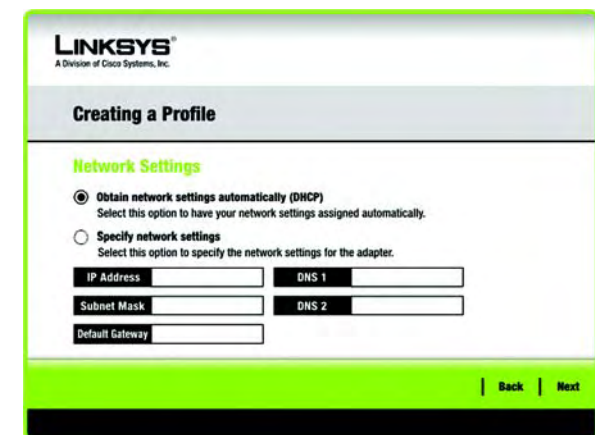 LINKSYS®
A Division of Cisco Systems, Inc.
Creating a Profile
Network Settings
Obtain network settings automatically (DHCP)
Select this option to have your network settings assigned automatically.
Specify network settings
Select this option to specify the network settings for the adapter.
IP Address DNS 1
Subnet Mask DNS 2
Default Gateway
Back Next